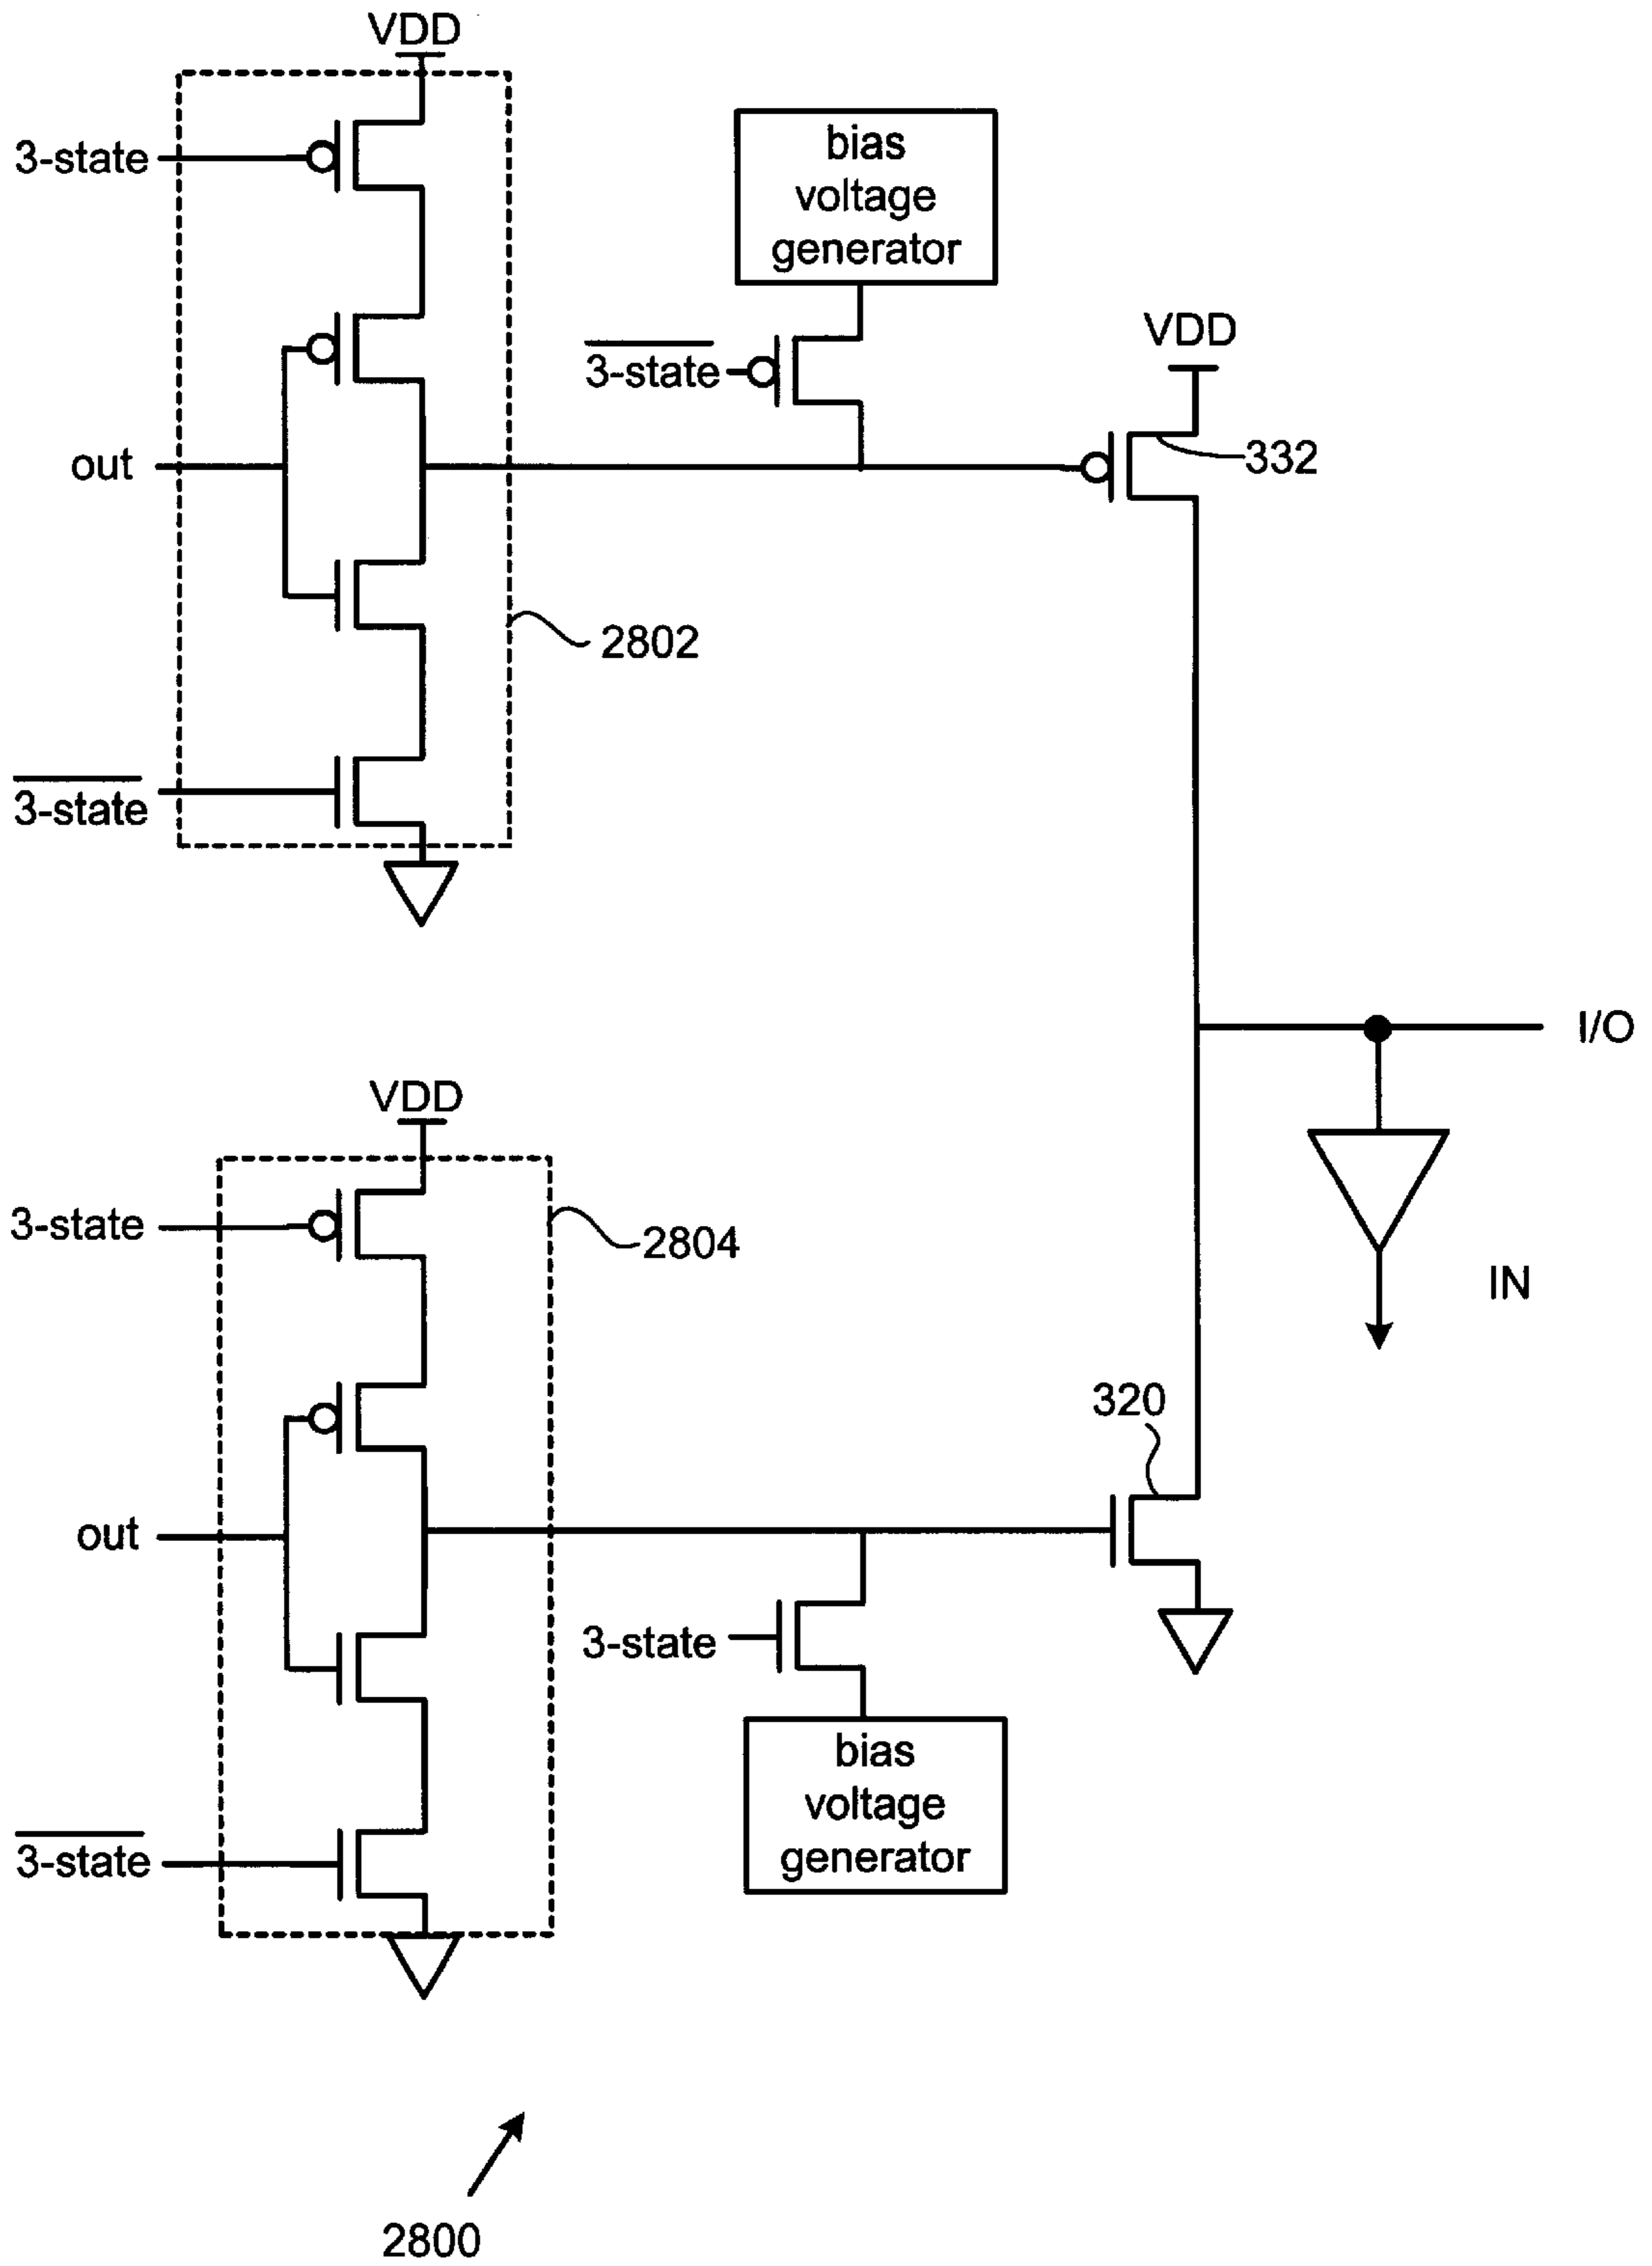 VDD
3-state
bias
voltage
generator
VDD
3-state
332
out
2802
3-state
I/O
VDD
3-state
2804
IN
320
out
3-state
bias
voltage
generator
3-state
2800